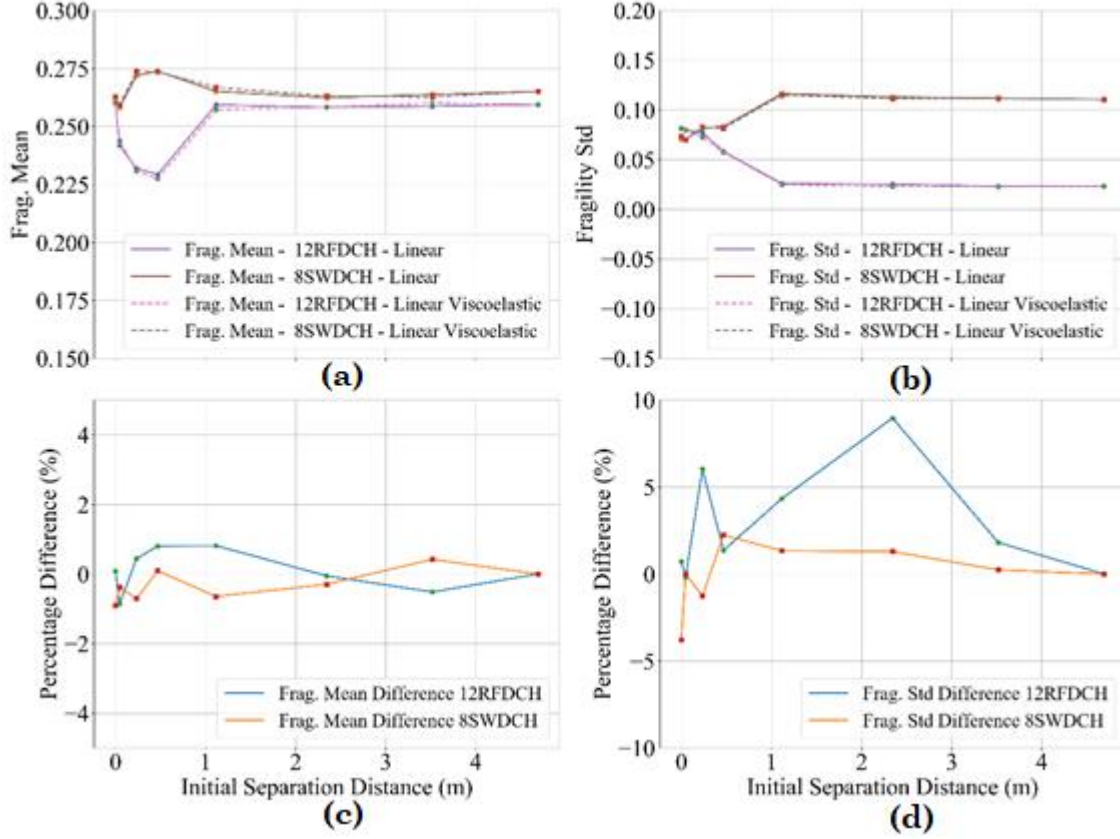 0.300
0.275
0.250
0.225
0.200
0.175
0.150
Frag. Mean
Frag. Mean - 12RFDCH - Linear
Frag. Mean - 8SWDCH - Linear
Frag. Mean - 12RFDCH - Linear Viscoelastic
Frag. Mean - 8SWDCH - Linear Viscoelastic
(a)
0.20
0.15
0.10
0.05
0.00
−0.05
−0.10
−0.15
Fragility Std
Frag. Std - 12RFDCH - Linear
Frag. Std - 8SWDCH - Linear
Frag. Std - 12RFDCH - Linear Viscoelastic
Frag. Std - 8SWDCH - Linear Viscoelastic
(b)
4
2
0
−2
−4
Percentage Difference (%)
Frag. Mean Difference 12RFDCH
Frag. Mean Difference 8SWDCH
0 1 2 3 4
Initial Separation Distance (m)
(c)
10
5
0
−5
−10
Percentage Difference (%)
Frag. Std Difference 12RFDCH
Frag. Std Difference 8SWDCH
0 1 2 3 4
Initial Separation Distance (m)
(d)